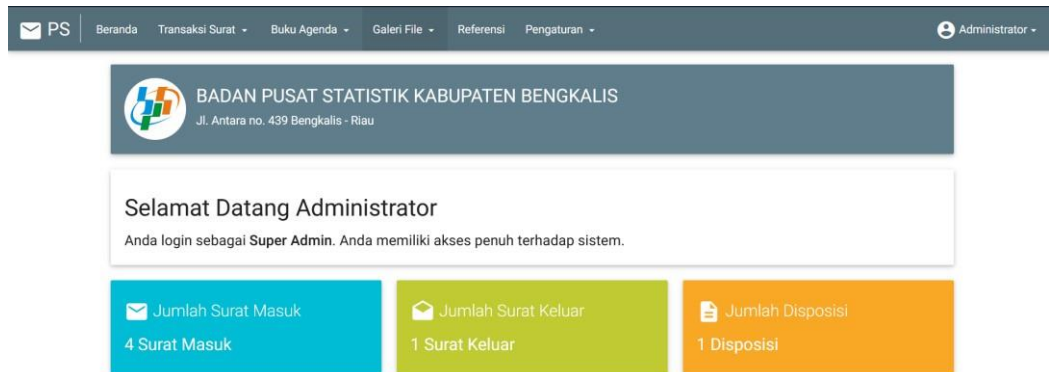 PS Beranda Transaksi Surat Buku Agenda Galeri File Referensi Pengaturan Administrator
BADAN PUSAT STATISTIK KABUPATEN BENGKALIS
Jl. Antara no. 439 Bengkalis - Riau
Selamat Datang Administrator
Anda login sebagai Super Admin. Anda memiliki akses penuh terhadap sistem.
Jumlah Surat Masuk
4 Surat Masuk
Jumlah Surat Keluar
1 Surat Keluar
Jumlah Disposisi
1 Disposisi